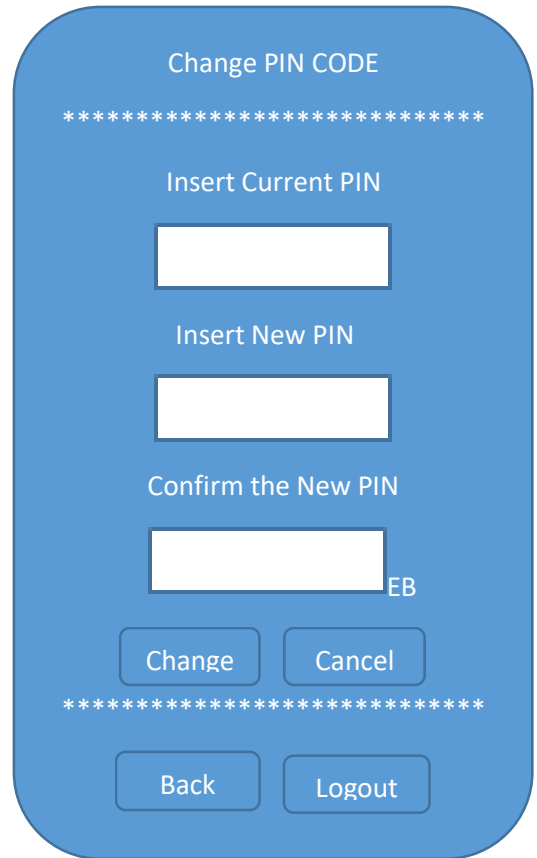 Change PIN CODE
*****************************
Insert Current PIN
Insert New PIN
Confirm the New PIN
EB
Change Cancel
*****************************
Back Logout